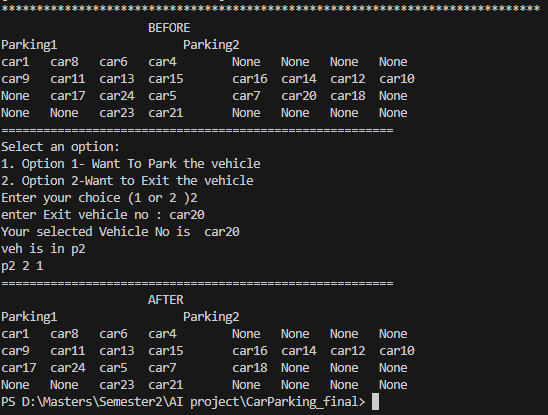 ******************************************************************************
BEFORE
Parking1 Parking2
car1 car8 car6 car4 None None None None
car9 car11 car13 car15 car16 car14 car12 car10
None car17 car24 car5 car7 car20 car18 None
None None car23 car21 None None None None
========================================================
Select an option:
1. Option 1- Want To Park the vehicle
2. Option 2-Want to Exit the vehicle
Enter your choice (1 or 2 )2
enter Exit vehicle no : car20
Your selected Vehicle No is  car20
veh is in p2
p2 2 1
========================================================
AFTER
Parking1 Parking2
car1 car8 car6 car4 None None None None
car9 car11 car13 car15 car16 car14 car12 car10
car17 car24 car5 car7 car18 None None None
None None car23 car21 None None None None
PS D:\Masters\Semester2\AI project\CarParking_final>